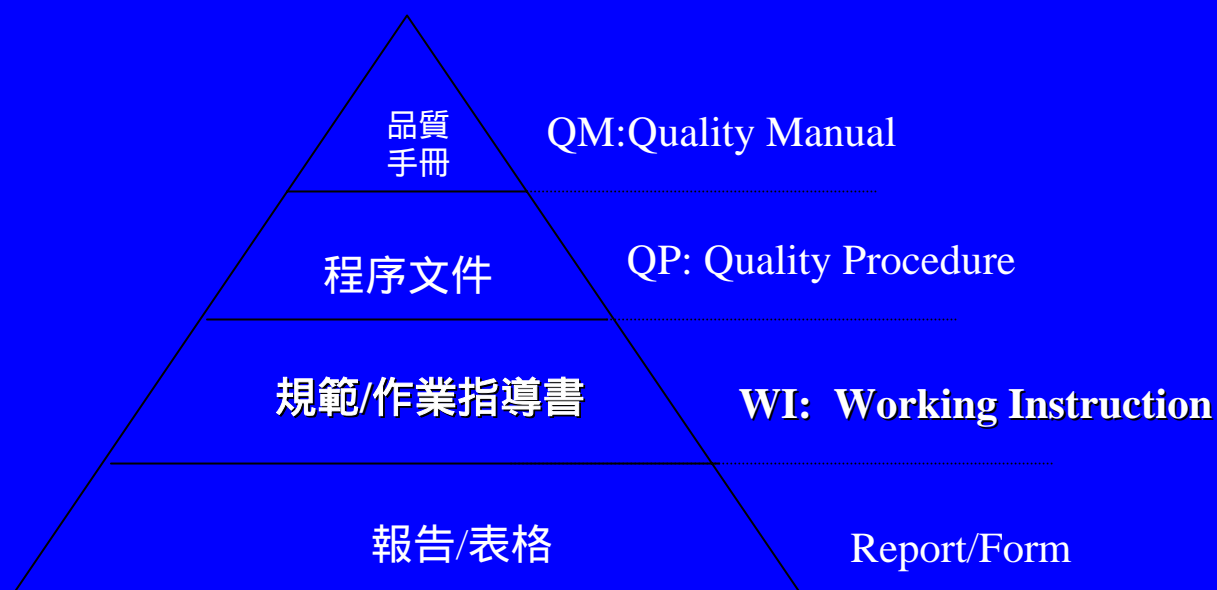 品質
手冊
QM:Quality Manual
程序文件
QP: Quality Procedure
規範/作業指導書
WI: Working Instruction
報告/表格
Report/Form